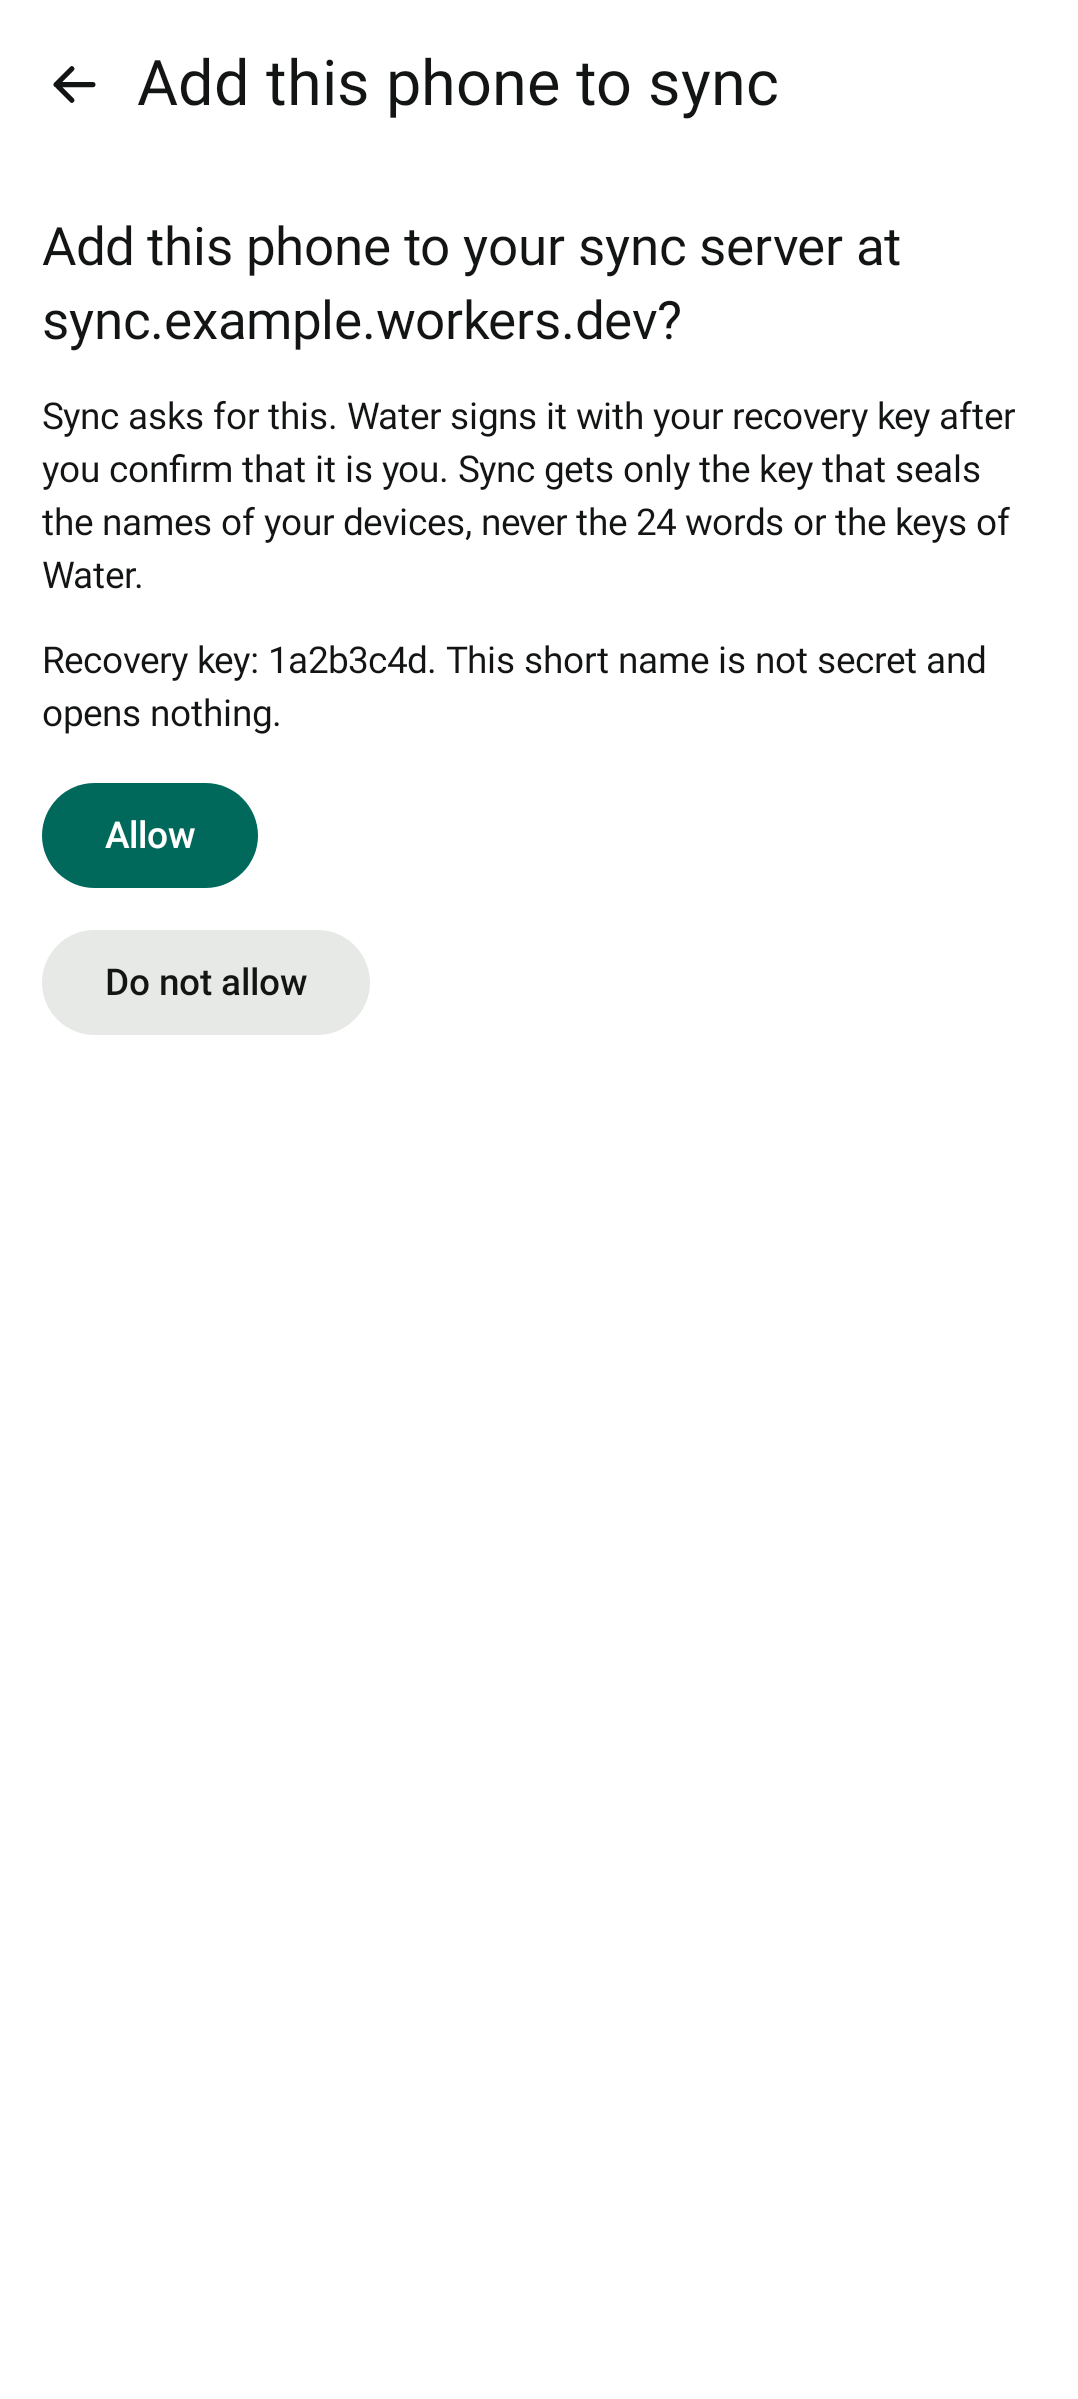 Add this phone to sync
Add this phone to your sync server at
sync.example.workers.dev?
Sync asks for this. Water signs it with your recovery key after
you confirm that it is you. Sync gets only the key that seals
the names of your devices, never the 24 words or the keys of
Water.
Recovery key: 1a2b3c4d. This short name is not secret and
opens nothing.
Allow
Do not allow